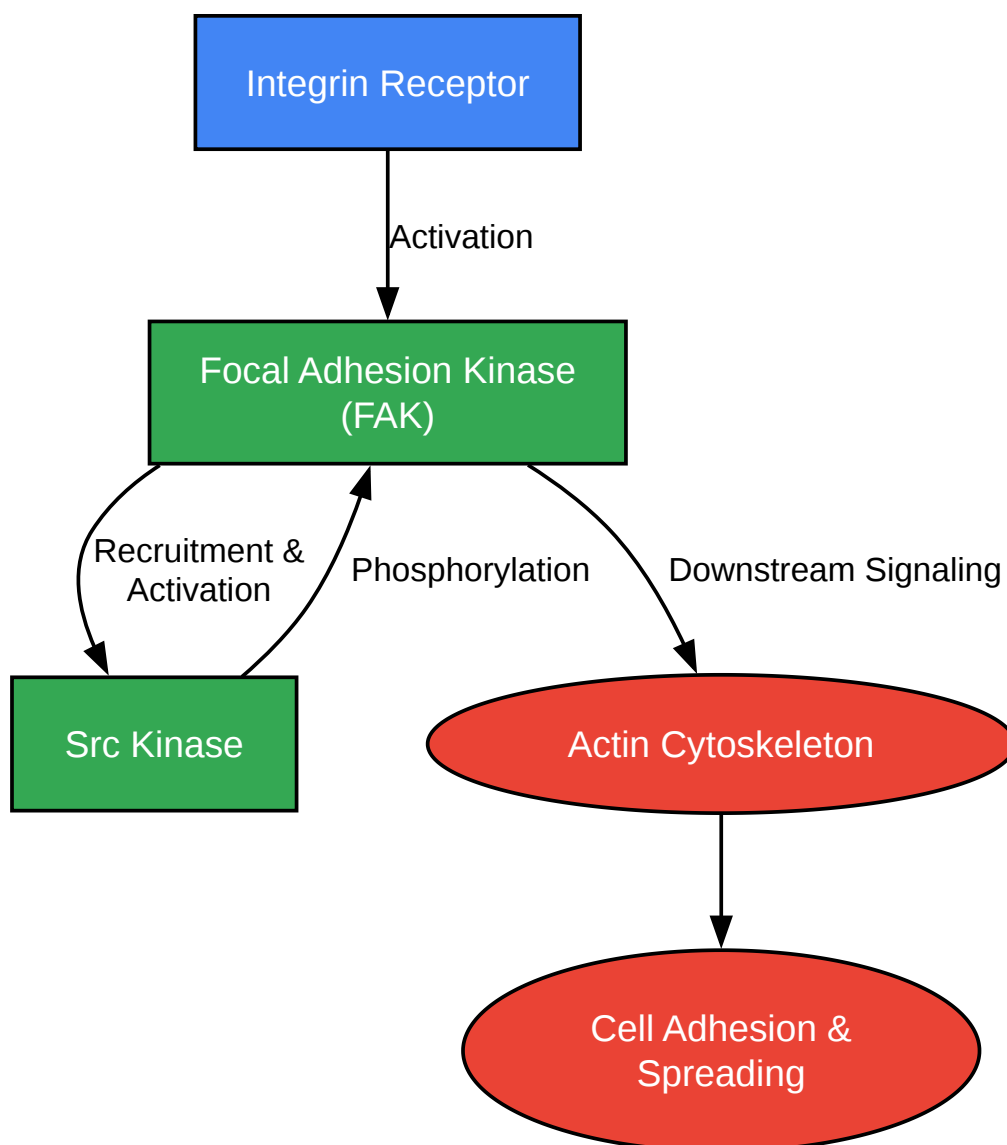 Integrin Receptor
Activation
Focal Adhesion Kinase
(FAK)
Recruitment &
Activation
Phosphorylation
Downstream Signaling
Src Kinase
Actin Cytoskeleton
Cell Adhesion &
Spreading